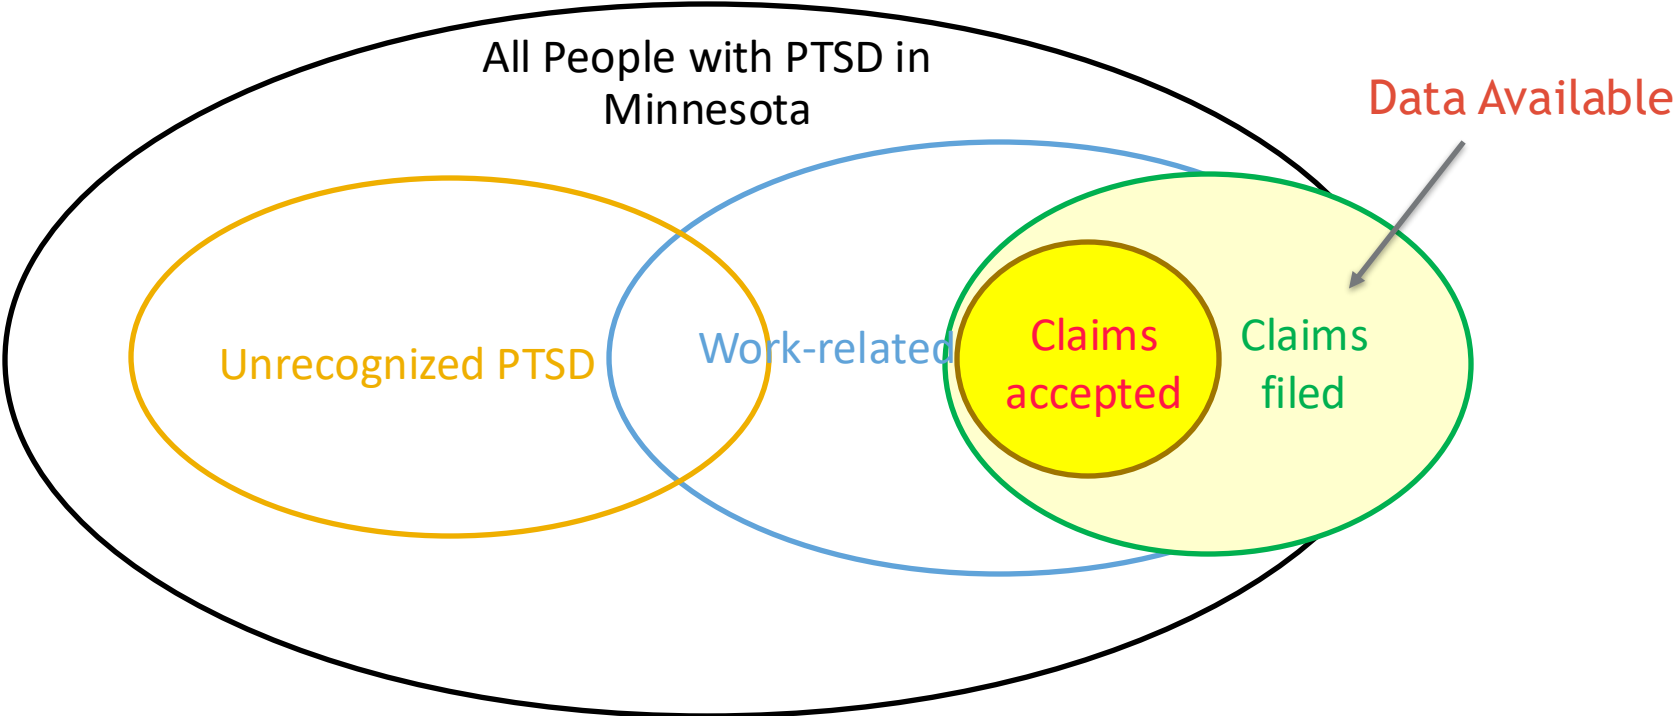 All People with PTSD in
Minnesota
Data Available
Unrecognized PTSD
Work-related
Claims
accepted
Claims
filed